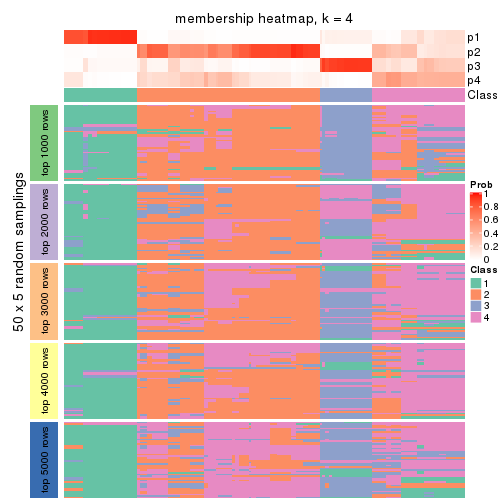 membership heatmap, k = 4
p1
p2
p3
p4
Class
50 x 5 random samplings
top 1000 rows
top 2000 rows
top 3000 rows
top 4000 rows
top 5000 rows
Prob
1
0.8
0.6
0.4
0.2
0
Class
1
2
3
4